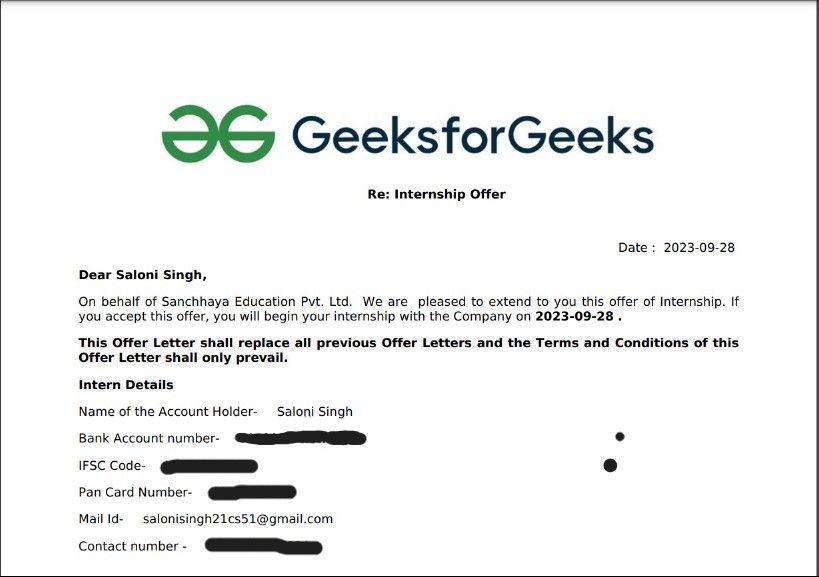 GeeksforGeeks
Re: Internship Offer
Date : 2023-09-28
Dear Saloni Singh,
On behalf of Sanchhaya Education Pvt. Ltd. We are pleased to extend to you this offer of Internship. If
you accept this offer, you will begin your internship with the Company on 2023-09-28 .
This Offer Letter shall replace all previous Offer Letters and the Terms and Conditions of this
Offer Letter shall only prevail.
Intern Details
Name of the Account Holder- Saloni Singh
Bank Account number-
IFSC Code-
Pan Card Number-
Mail Id- salonisingh21cs51@gmail.com
Contact number -